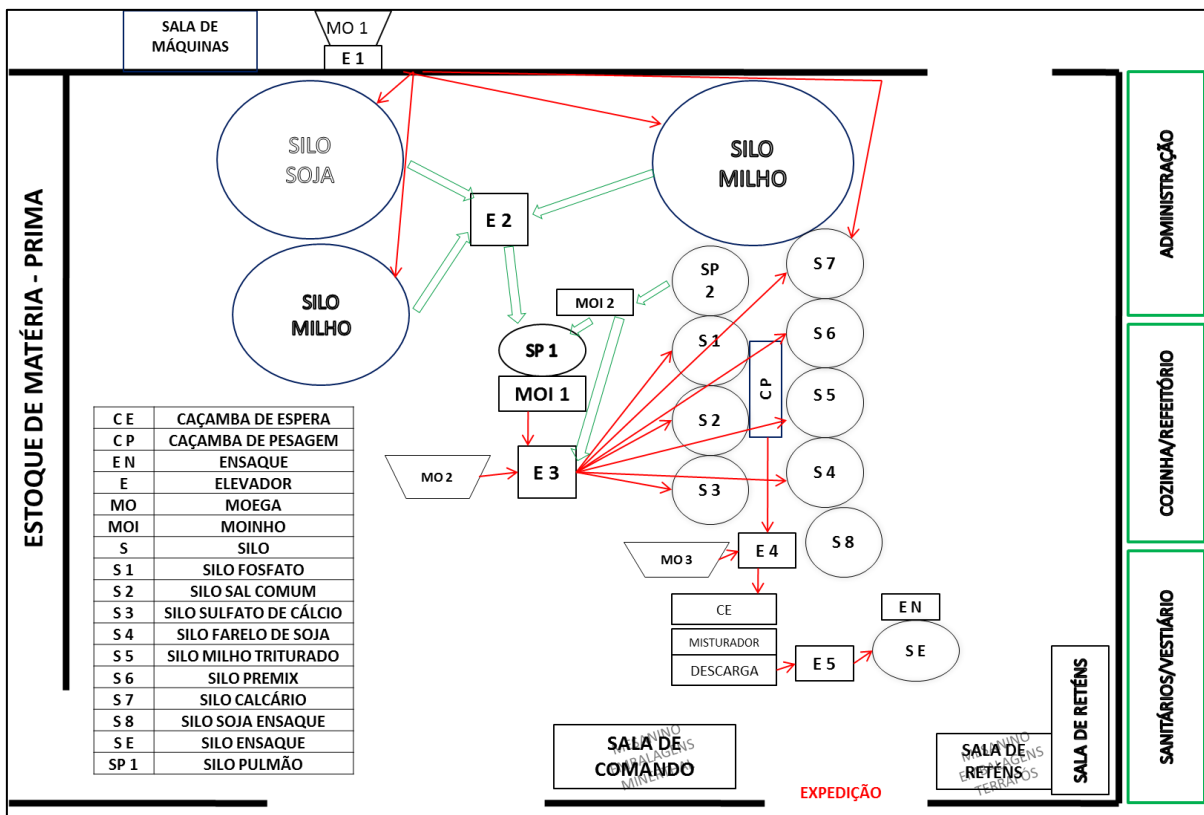 SALA DE
MÁQUINAS
MO 1
E 1
ESTOQUE DE MATÉRIA - PRIMA
SILO
SOJA
SILO
MILHO
ADMINISTRAÇÃO
E 2
SILO
MILHO
SP
2
S 7
MOI 2
S 1
S 6
SP 1
MOI 1
C P
S 5
S 2
COZINHA/REFEITÓRIO
MO 2
E 3
S 3
S 4
MO 3
E 4
S 8
C E CAÇAMBA DE ESPERA
C P CAÇAMBA DE PESAGEM
E N ENSAQUE
E ELEVADOR
MO MOEGA
MOI MOINHO
S SILO
S 1 SILO FOSFATO
S 2 SILO SAL COMUM
S 3 SILO SULFATO DE CÁLCIO
S 4 SILO FARELO DE SOJA
S 5 SILO MILHO TRITURADO
S 6 SILO PREMIX
S 7 SILO CALCÁRIO
S 8 SILO SOJA ENSAQUE
S E SILO ENSAQUE
SP 1 SILO PULMÃO
CE
E N
MISTURADOR
DESCARGA
E 5
S E
SANITÁRIOS/VESTIÁRIO
SALA DE RETÉNS
SALA DE
COMANDO
EMBALAGENS
SALA DE
RETÉNS
EMBALAGENS
TERRAPÓS
EXPEDIÇÃO